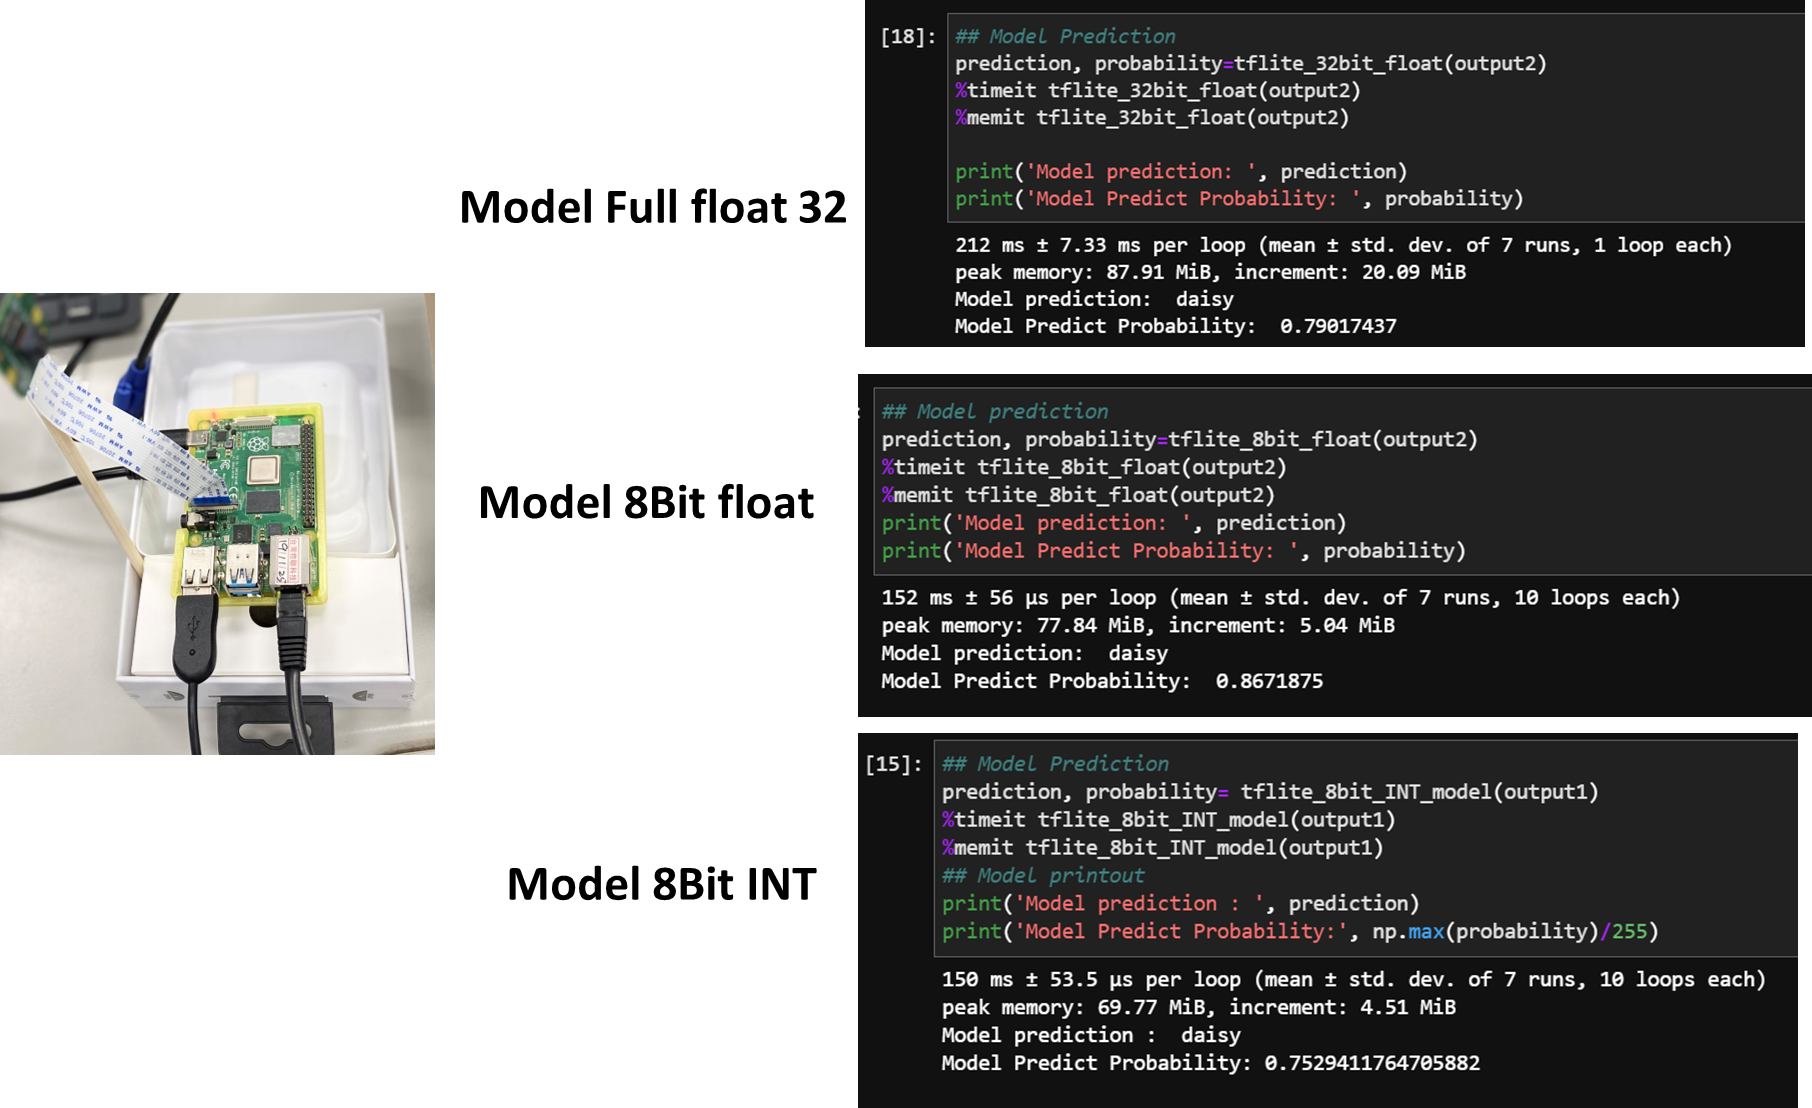 [18]:
## Model Prediction
prediction, probability=tflite_32bit_float(output2)
%timeit tflite_32bit_float(output2)
%memit tflite_32bit_float(output2)
print('Model prediction: ', prediction)
print('Model Predict Probability: ', probability)
212 ms ± 7.33 ms per loop (mean ± std. dev. of 7 runs, 1 loop each)
peak memory: 87.91 MiB, increment: 20.09 MiB
Model prediction:  daisy
Model Predict Probability:  0.79017437
Model Full float 32
:
## Model prediction
prediction, probability=tflite_8bit_float(output2)
%timeit tflite_8bit_float(output2)
%memit tflite_8bit_float(output2)
print('Model prediction: ', prediction)
print('Model Predict Probability: ', probability)
152 ms ± 56 µs per loop (mean ± std. dev. of 7 runs, 10 loops each)
peak memory: 77.84 MiB, increment: 5.04 MiB
Model prediction:  daisy
Model Predict Probability:  0.8671875
Model 8Bit float
[15]:
## Model Prediction
prediction, probability= tflite_8bit_INT_model(output1)
%timeit tflite_8bit_INT_model(output1)
%memit tflite_8bit_INT_model(output1)
## Model printout
print('Model prediction : ', prediction)
print('Model Predict Probability:', np.max(probability)/255)
150 ms ± 53.5 µs per loop (mean ± std. dev. of 7 runs, 10 loops each)
peak memory: 69.77 MiB, increment: 4.51 MiB
Model prediction :  daisy
Model Predict Probability: 0.7529411764705882
Model 8Bit INT